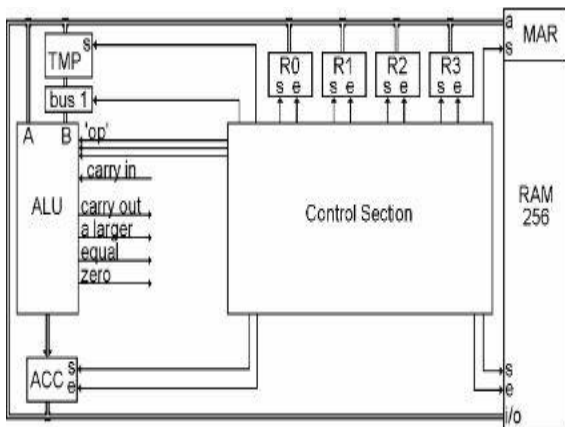 a
MAR
s
TMP
s
R0
s e
R1
s e
R2
s e
R3
s e
bus 1
A
B
'op'
carry in
ALU
carry out
a larger
equal
zero
Control Section
RAM
256
ACC
s
e
s
e
i/o